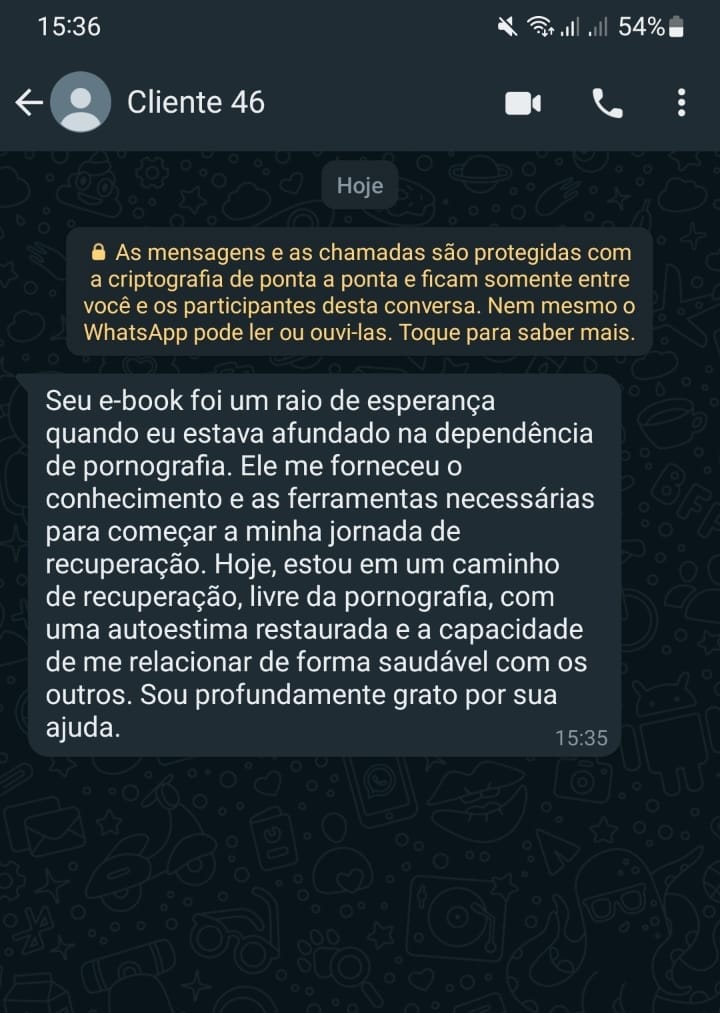 15:36
54%
Cliente 46
Hoje
As mensagens e as chamadas são protegidas com
a criptografia de ponta a ponta e ficam somente entre
você e os participantes desta conversa. Nem mesmo o
WhatsApp pode ler ou ouvi-las. Toque para saber mais.
Seu e-book foi um raio de esperança
quando eu estava afundado na dependência
de pornografia. Ele me forneceu o
conhecimento e as ferramentas necessárias
para começar a minha jornada de
recuperação. Hoje, estou em um caminho
de recuperação, livre da pornografia, com
uma autoestima restaurada e a capacidade
de me relacionar de forma saudável com os
outros. Sou profundamente grato por sua
ajuda.
15:35